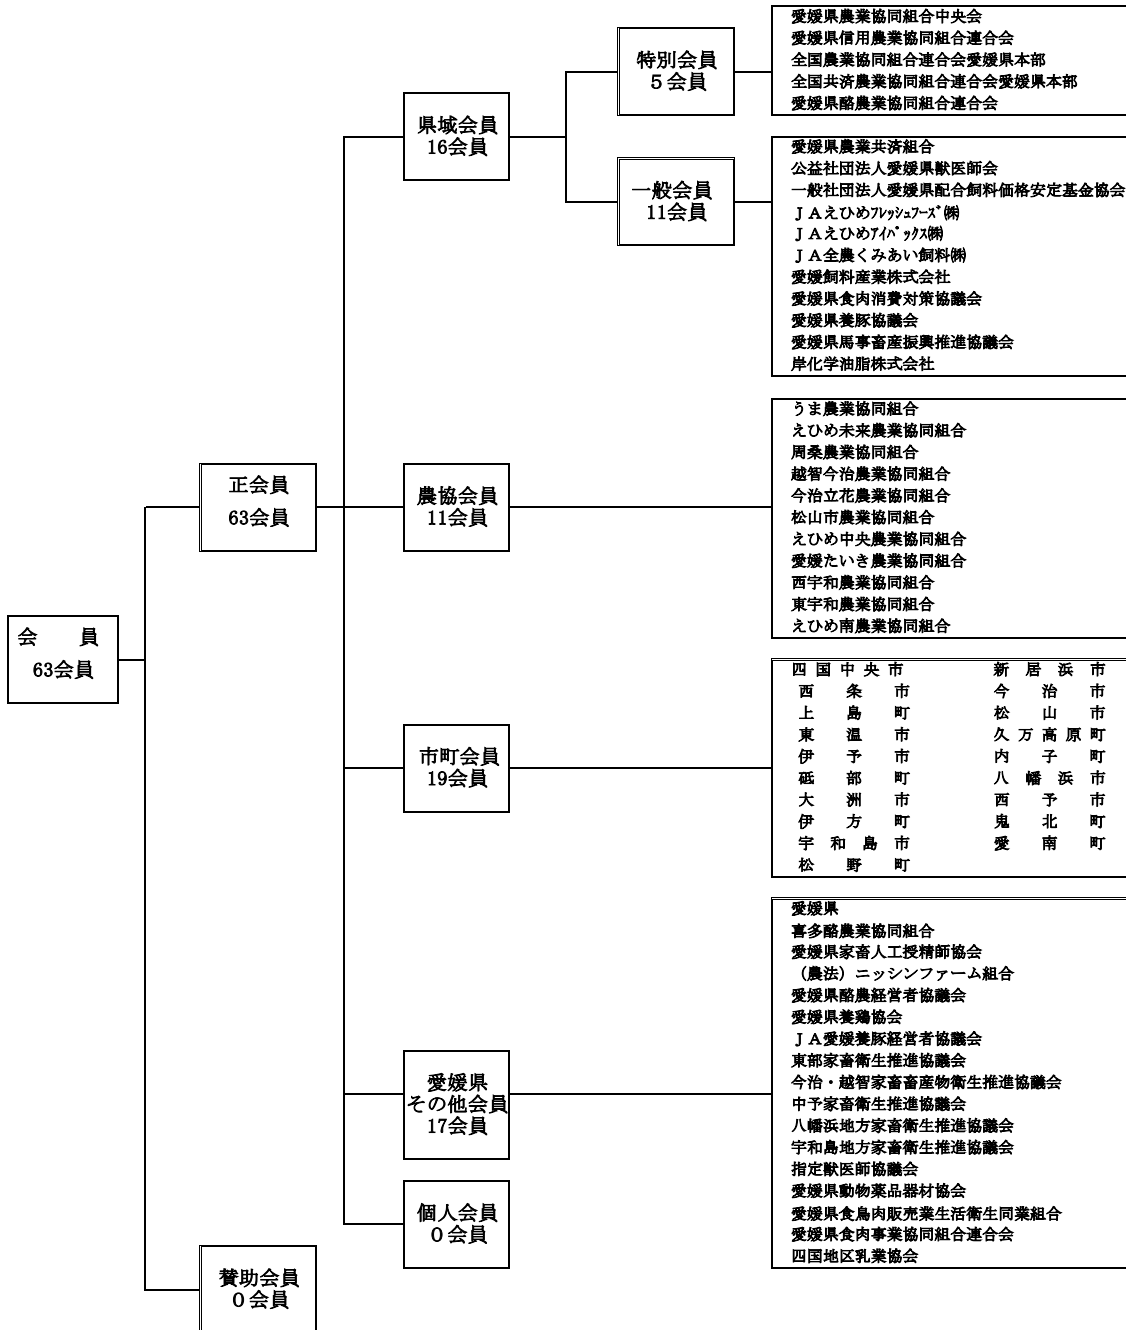 会　　員
63会員
正会員
63会員
賛助会員
０会員
県域会員
16会員
特別会員
５会員
愛媛県農業協同組合中央会
愛媛県信用農業協同組合連合会
全国農業協同組合連合会愛媛県本部
全国共済農業協同組合連合会愛媛県本部
愛媛県酪農業協同組合連合会
一般会員
11会員
愛媛県農業共済組合
公益社団法人愛媛県獣医師会
一般社団法人愛媛県配合飼料価格安定基金協会
ＪＡえひめﾌﾚｯｼｭﾌｰｽﾞ㈱
ＪＡえひめｱｲﾊﾟｯｸｽ㈱
ＪＡ全農くみあい飼料㈱
愛媛飼料産業株式会社
愛媛県食肉消費対策協議会
愛媛県養豚協議会
愛媛県馬事畜産振興推進協議会
岸化学油脂株式会社
農協会員
11会員
うま農業協同組合
えひめ未来農業協同組合
周桑農業協同組合
越智今治農業協同組合
今治立花農業協同組合
松山市農業協同組合
えひめ中央農業協同組合
愛媛たいき農業協同組合
西宇和農業協同組合
東宇和農業協同組合
えひめ南農業協同組合
市町会員
19会員
四国中央市　新居浜市
西条市　今治市
上島町　松山市
東温市　久万高原町
伊予市　内子町
砥部町　八幡浜市
大洲市　西予市
伊方町　鬼北町
宇和島市　愛南町
松野町
愛媛県
その他会員
17会員
愛媛県
喜多酪農業協同組合
愛媛県家畜人工授精師協会
（農法）ニッシンファーム組合
愛媛県酪農経営者協議会
愛媛県養鶏協会
ＪＡ愛媛養豚経営者協議会
東部家畜衛生推進協議会
今治・越智家畜畜産物衛生推進協議会
中予家畜衛生推進協議会
八幡浜地方家畜衛生推進協議会
宇和島地方家畜衛生推進協議会
指定獣医師協議会
愛媛県動物薬品器材協会
愛媛県食鳥肉販売業生活衛生同業組合
愛媛県食肉事業協同組合連合会
四国地区乳業協会
個人会員
０会員